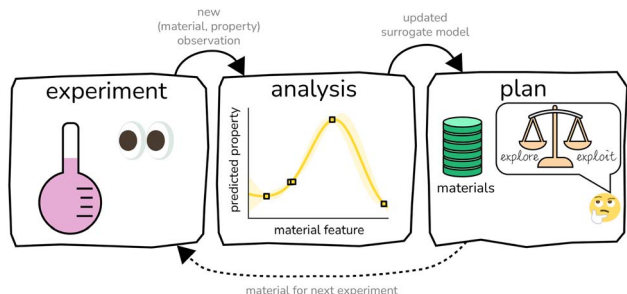 new
(material, property)
observation
updated
surrogate model
experiment
analysis
plan
predicted property
material feature
explore
exploit
materials
material for next experiment